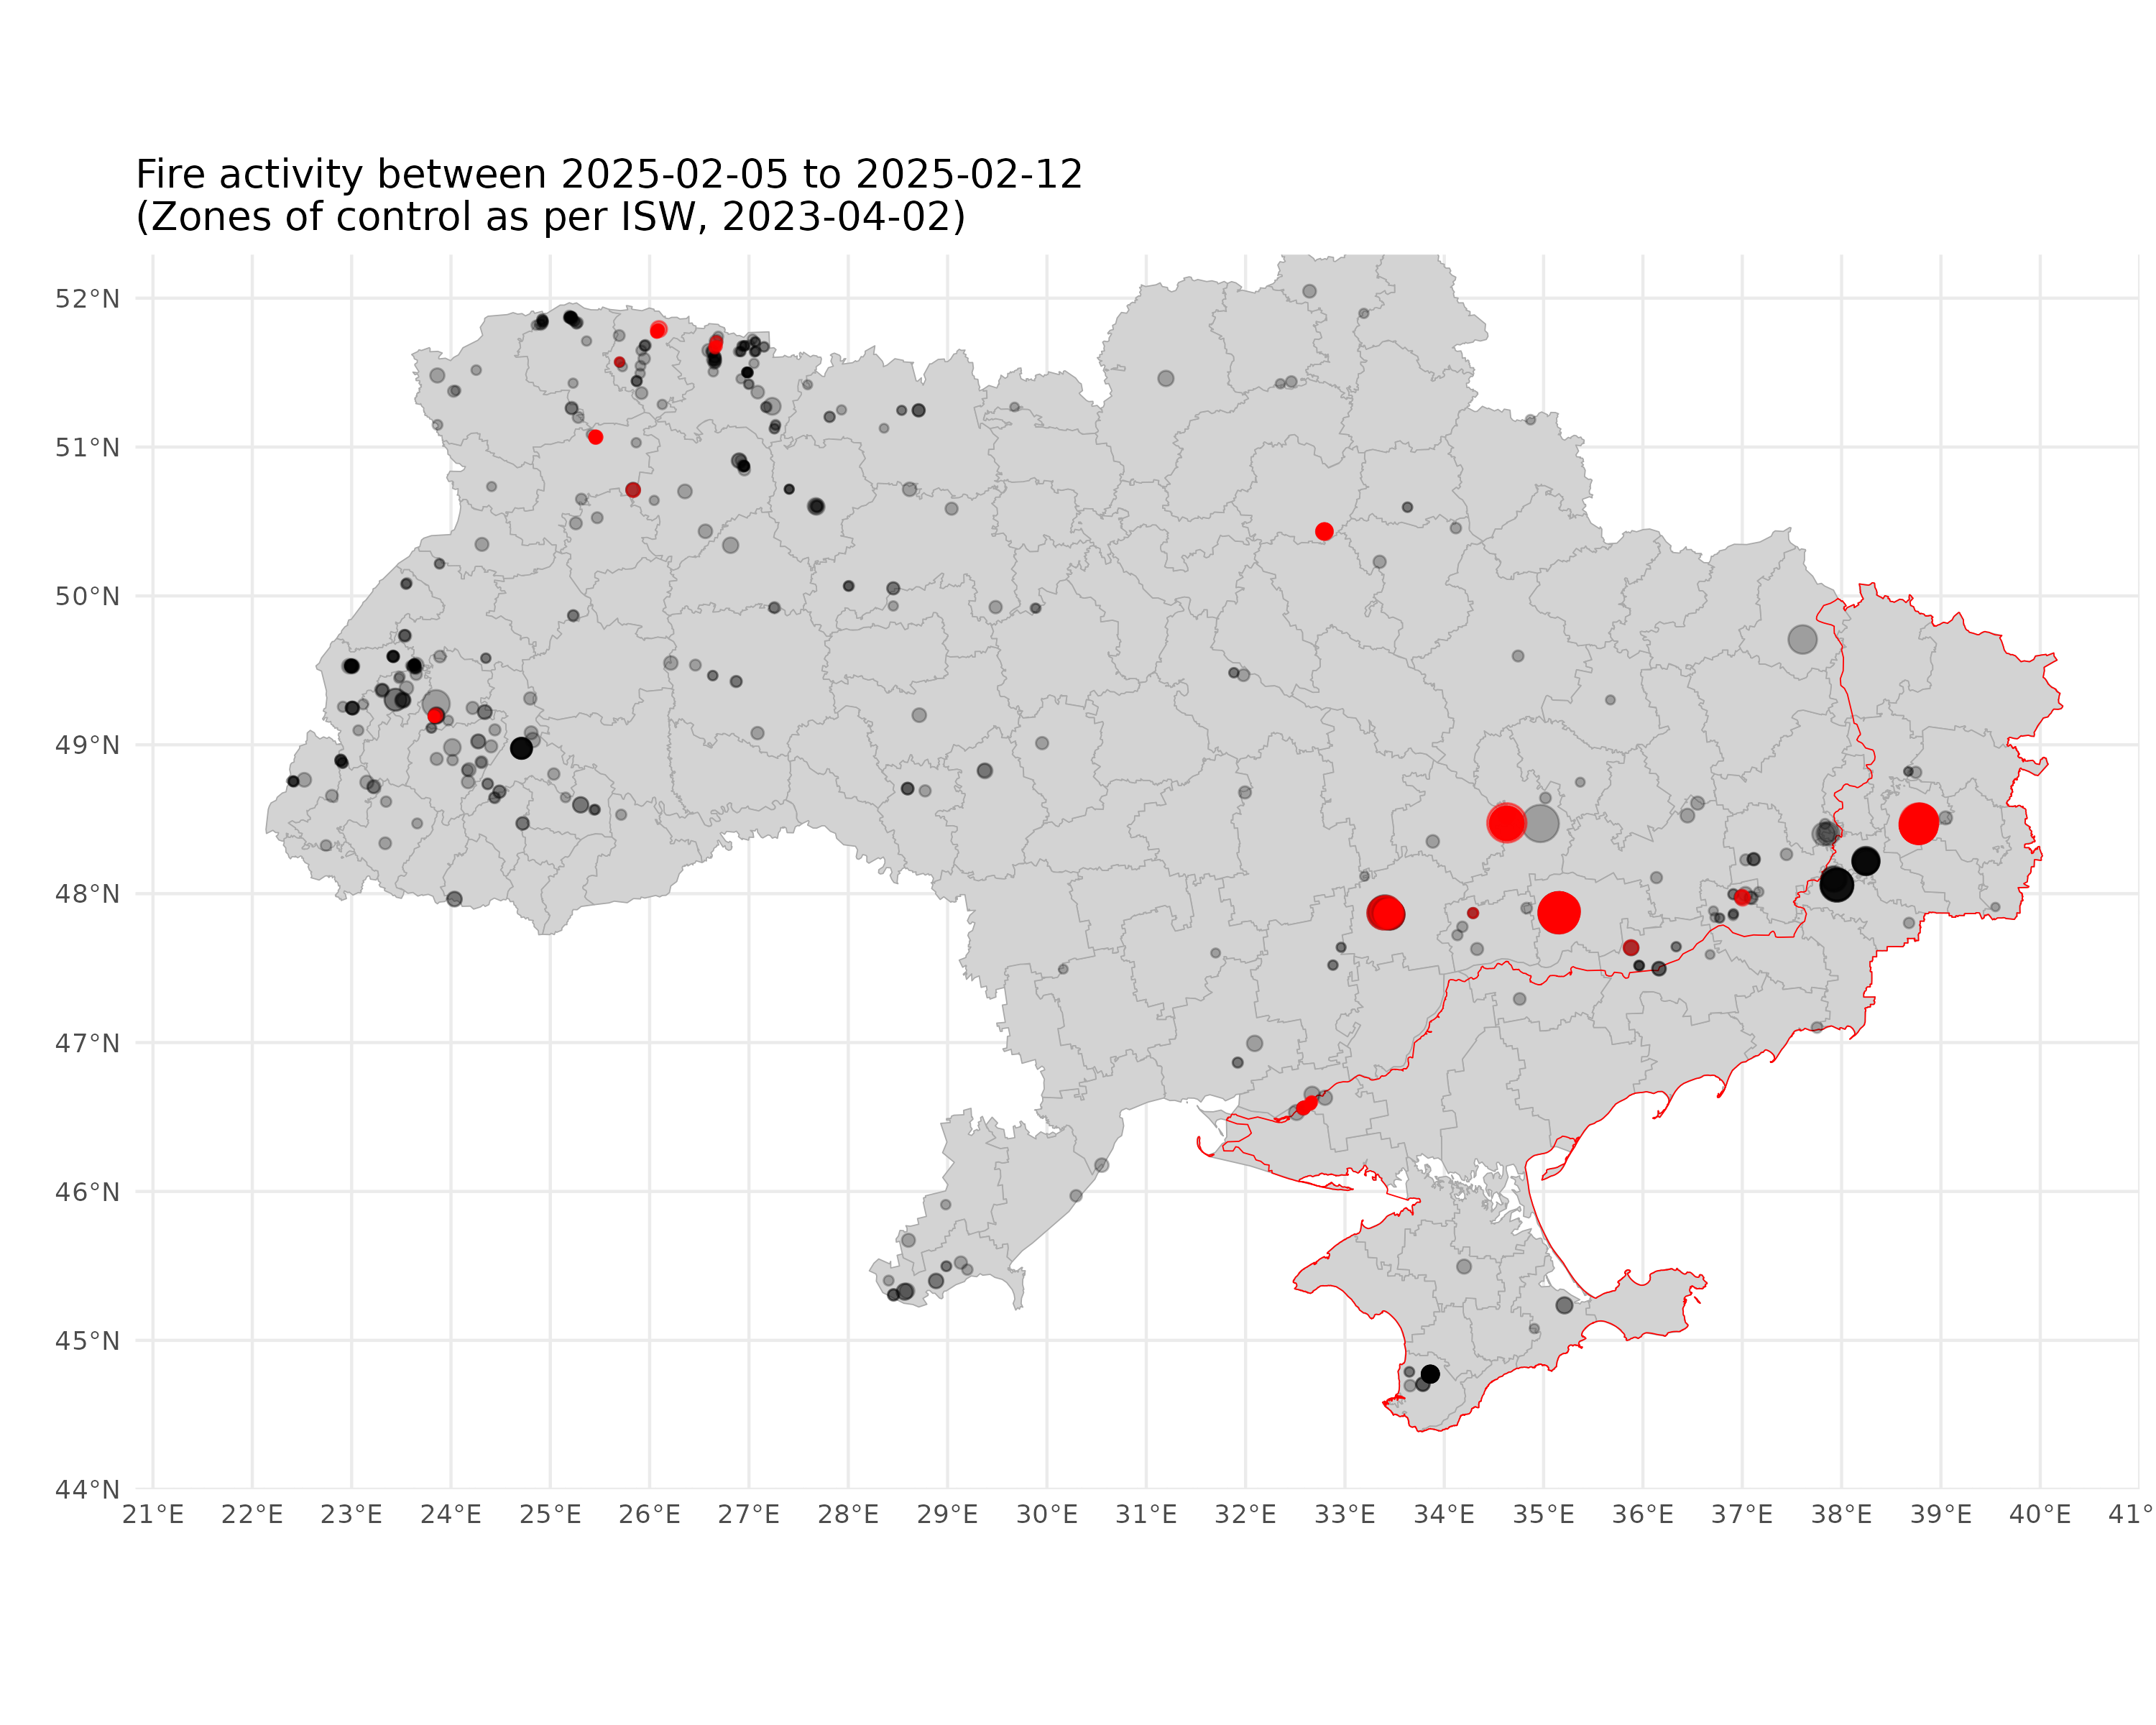 Fire activity between 2025-02-05 to 2025-02-12
(Zones of control as per ISW, 2023-04-02)
52°N
51°N
50°N
49°N
48°N
47°N
46°N
45°N
44°N
21°E 22°E 23°E 24°E 25°E 26°E 27°E 28°E 29°E 30°E 31°E 32°E 33°E 34°E 35°E 36°E 37°E 38°E 39°E 40°E 41°